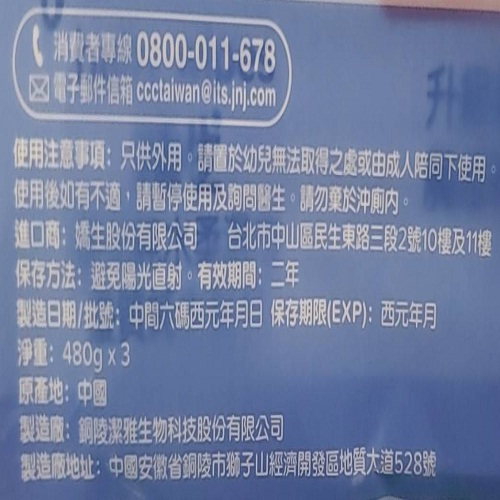 消費者專線 0800-011-678
電子郵件信箱 ccctaiwan@its.jnj.com
使用注意事項: 只供外用。請置於幼兒無法取得之處或由成人陪同下使用。
使用後如有不適,請暫停使用及詢問醫生。請勿棄於沖廁內。
進口商: 嬌生股份有限公司 台北市中山區民生東路三段2號10樓及11樓
保存方法: 避免陽光直射。有效期間: 二年
製造日期/批號: 中間六碼西元年月日 保存期限(EXP): 西元年月
淨重: 480g x 3
原產地: 中國
製造廠: 銅陵潔雅生物科技股份有限公司
製造廠地址: 中國安徽省銅陵市獅子山經濟開發區地質大道528號